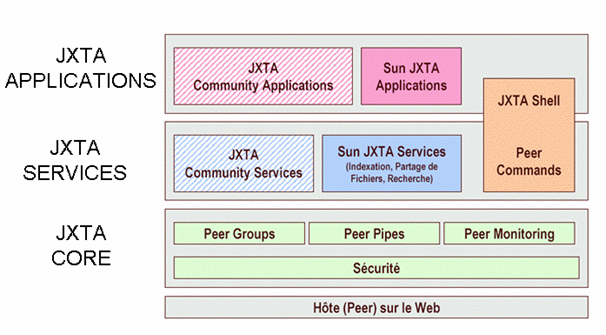 JXTA
APPLICATIONS
JXTA
Community Applications
Sun JXTA
Applications
JXTA Shell
Peer
Commands
JXTA
SERVICES
JXTA
Community Services
Sun JXTA Services
(Indexation, Partage de
Fichiers, Recherche)
JXTA
CORE
Peer Groups
Peer Pipes
Peer Monitoring
Sécurité
Hôte (Peer) sur le Web